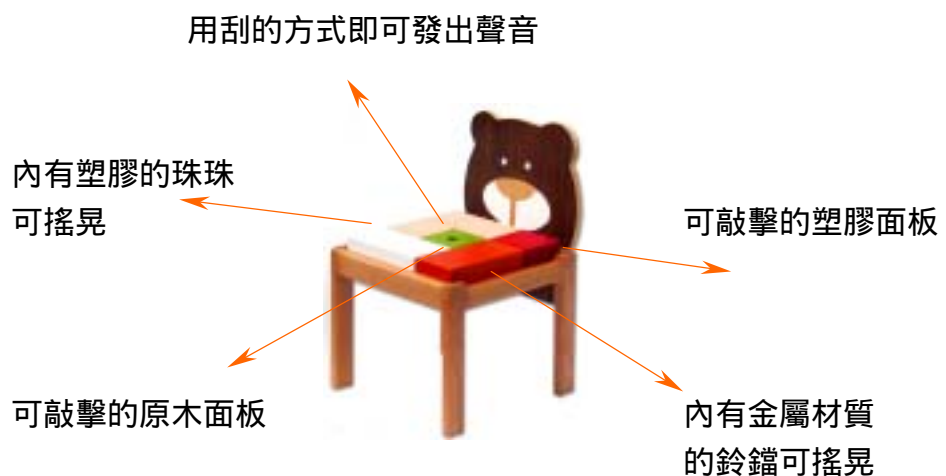 用刮的方式即可發出聲音
內有塑膠的珠珠
可搖晃
可敲擊的塑膠面板
可敲擊的原木面板
內有金屬材質
的鈴鐺可搖晃